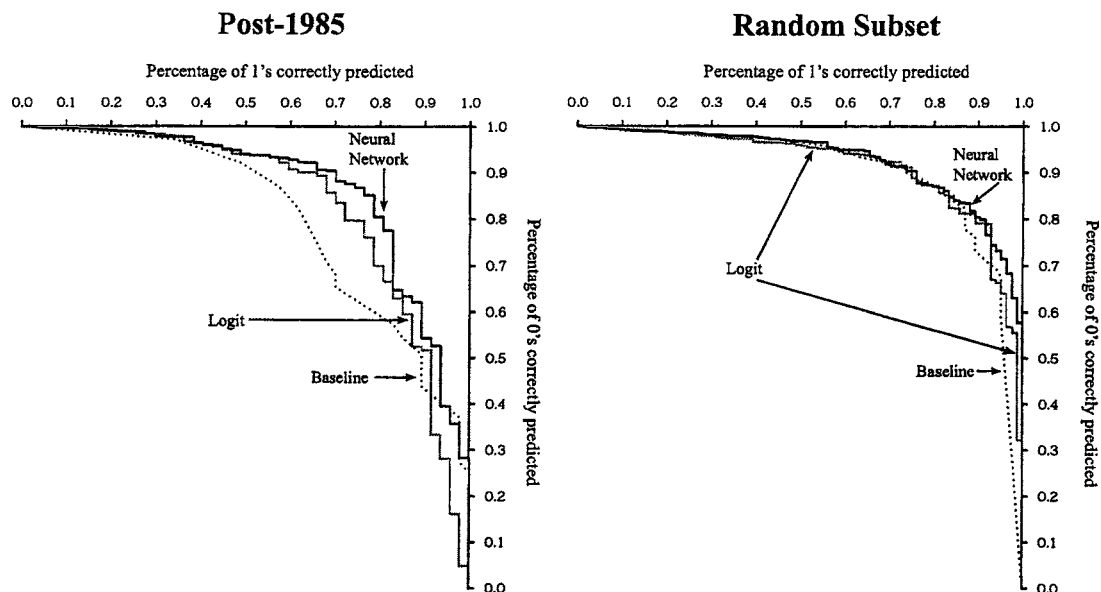 Post-1985
Percentage of 1's correctly predicted
0.0 0.1 0.2 0.3 0.4 0.5 0.6 0.7 0.8 0.9 1.0
Neural
Network
Logit
Baseline
1.0
0.9
0.8
0.7
0.6
0.5
0.4
0.3
0.2
0.1
0.0
Percentage of 0's correctly predicted
Random Subset
Percentage of 1's correctly predicted
0.0 0.1 0.2 0.3 0.4 0.5 0.6 0.7 0.8 0.9 1.0
Neural
Network
Logit
Baseline
1.0
0.9
0.8
0.7
0.6
0.5
0.4
0.3
0.2
0.1
0.0
Percentage of 0's correctly predicted